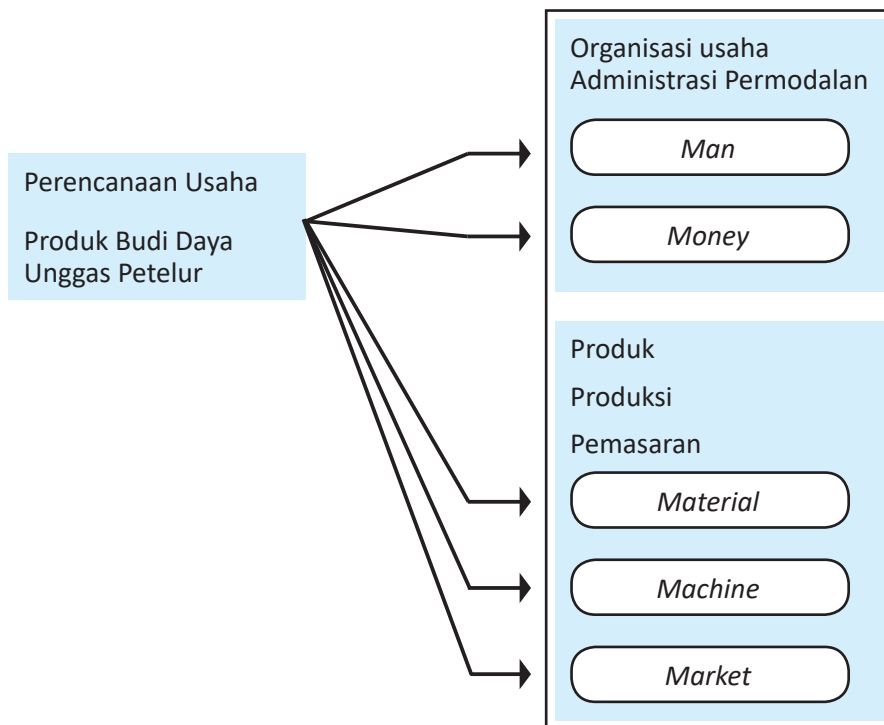 Perencanaan Usaha
Produk Budi Daya
Unggas Petelur
Organisasi usaha
Administrasi Permodalan
Man
Money
Produk
Produksi
Pemasaran
Material
Machine
Market